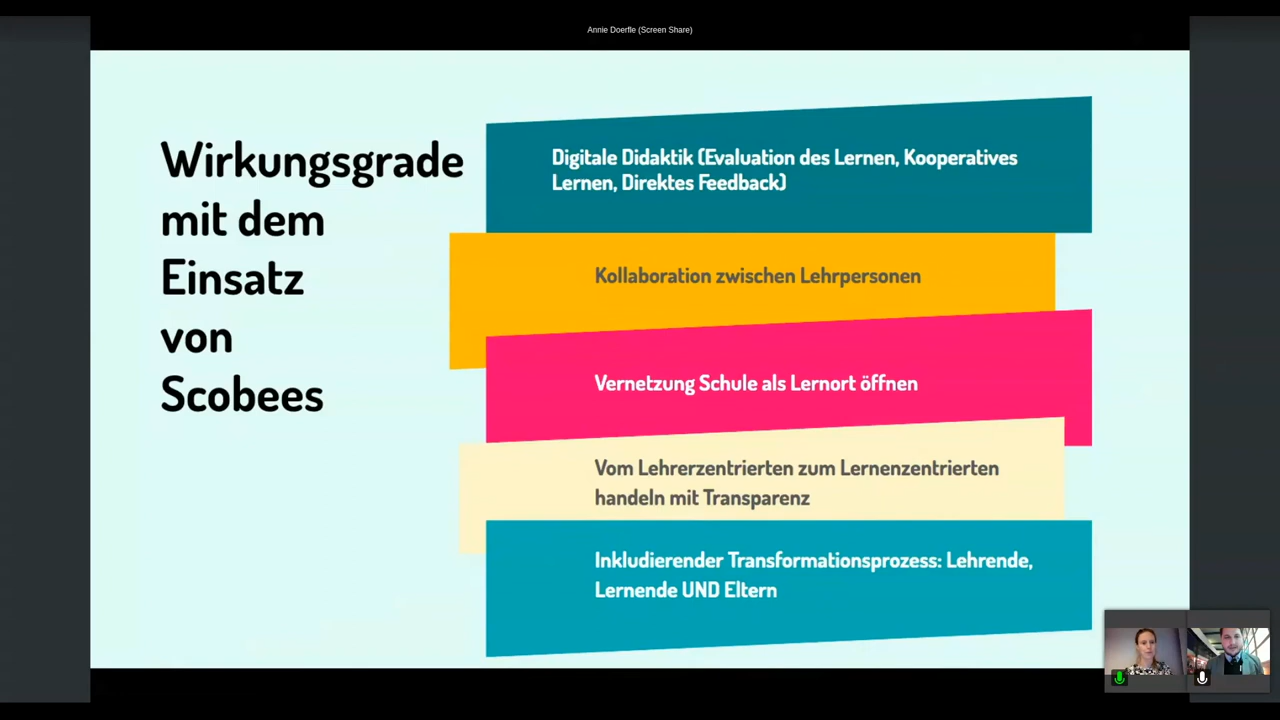 Annie Doerfle (Screen Share)
Wirkungsgrade
mit dem
Einsatz
von
Scobees
Digitale Didaktik (Evaluation des Lernen, Kooperatives
Lernen, Direktes Feedback)
Kollaboration zwischen Lehrpersonen
Vernetzung Schule als Lernort öffnen
Vom Lehrerzentrierten zum Lernenzentrierten
handeln mit Transparenz
Inkludierender Transformationsprozess: Lehrende,
Lernende UND Eltern